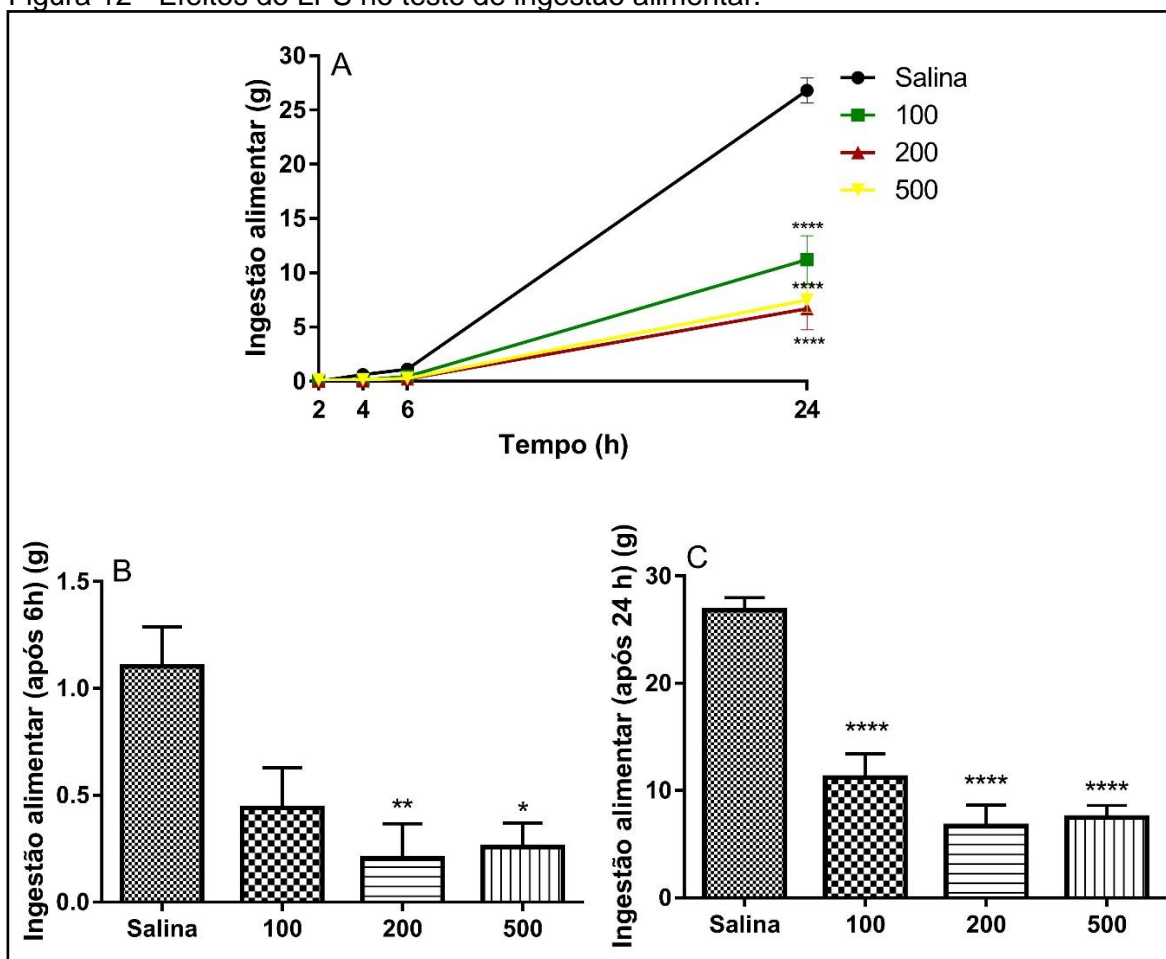 Figura 12 - Efeitos do LPS no teste de ingestão alimentar.
A
Ingestão alimentar (g)
30
25
20
15
10
5
0
2 4 6 24
Tempo (h)
Salina
100
200
500
****
****
****
B
Ingestão alimentar (após 6h) (g)
1.5
1.0
0.5
0.0
** *
Salina 100 200 500
C
Ingestão alimentar (após 24 h) (g)
30
20
10
0
**** **** ****
Salina 100 200 500